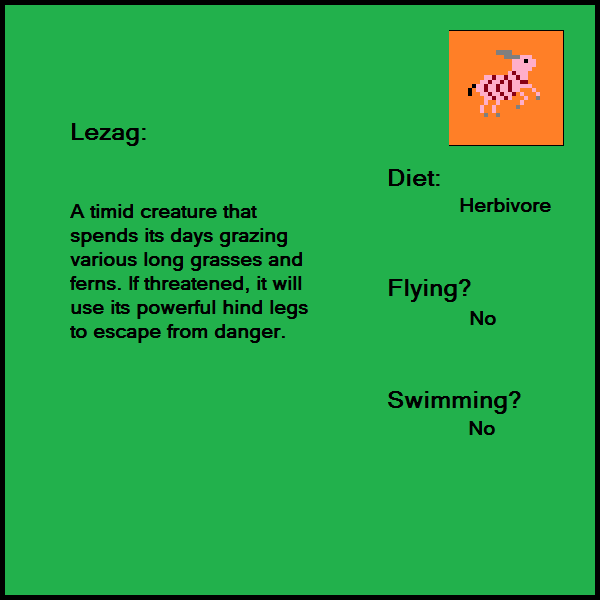 Lezag:
A timid creature that
spends its days grazing
various long grasses and
ferns. If threatened, it will
use its powerful hind legs
to escape from danger.
Diet:
Herbivore
Flying?
No
Swimming?
No